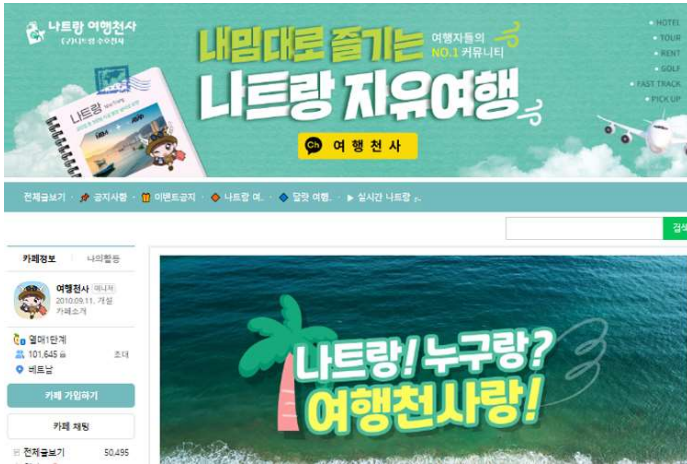 나트랑 여행천사
내맘대로 즐기는
여행자들의
NO.1 커뮤니티
나트랑 자유여행
Ch 여행천사
HOTEL
TOUR
RENT
GOLF
FAST TRACK
PICK UP
나트랑
전체글보기 · 공지사항 · 이벤트공지 · 나트랑 여. · 달랏 여행. · 실시간 나트랑
검색
카페정보 나의활동
여행천사 매니저
2010.09.11. 개설
카페소개
열매1단계
101,645 초대
베트남
카페 가입하기
카페 채팅
전체글보기 50,495
나트랑! 누구랑?
여행천사랑!